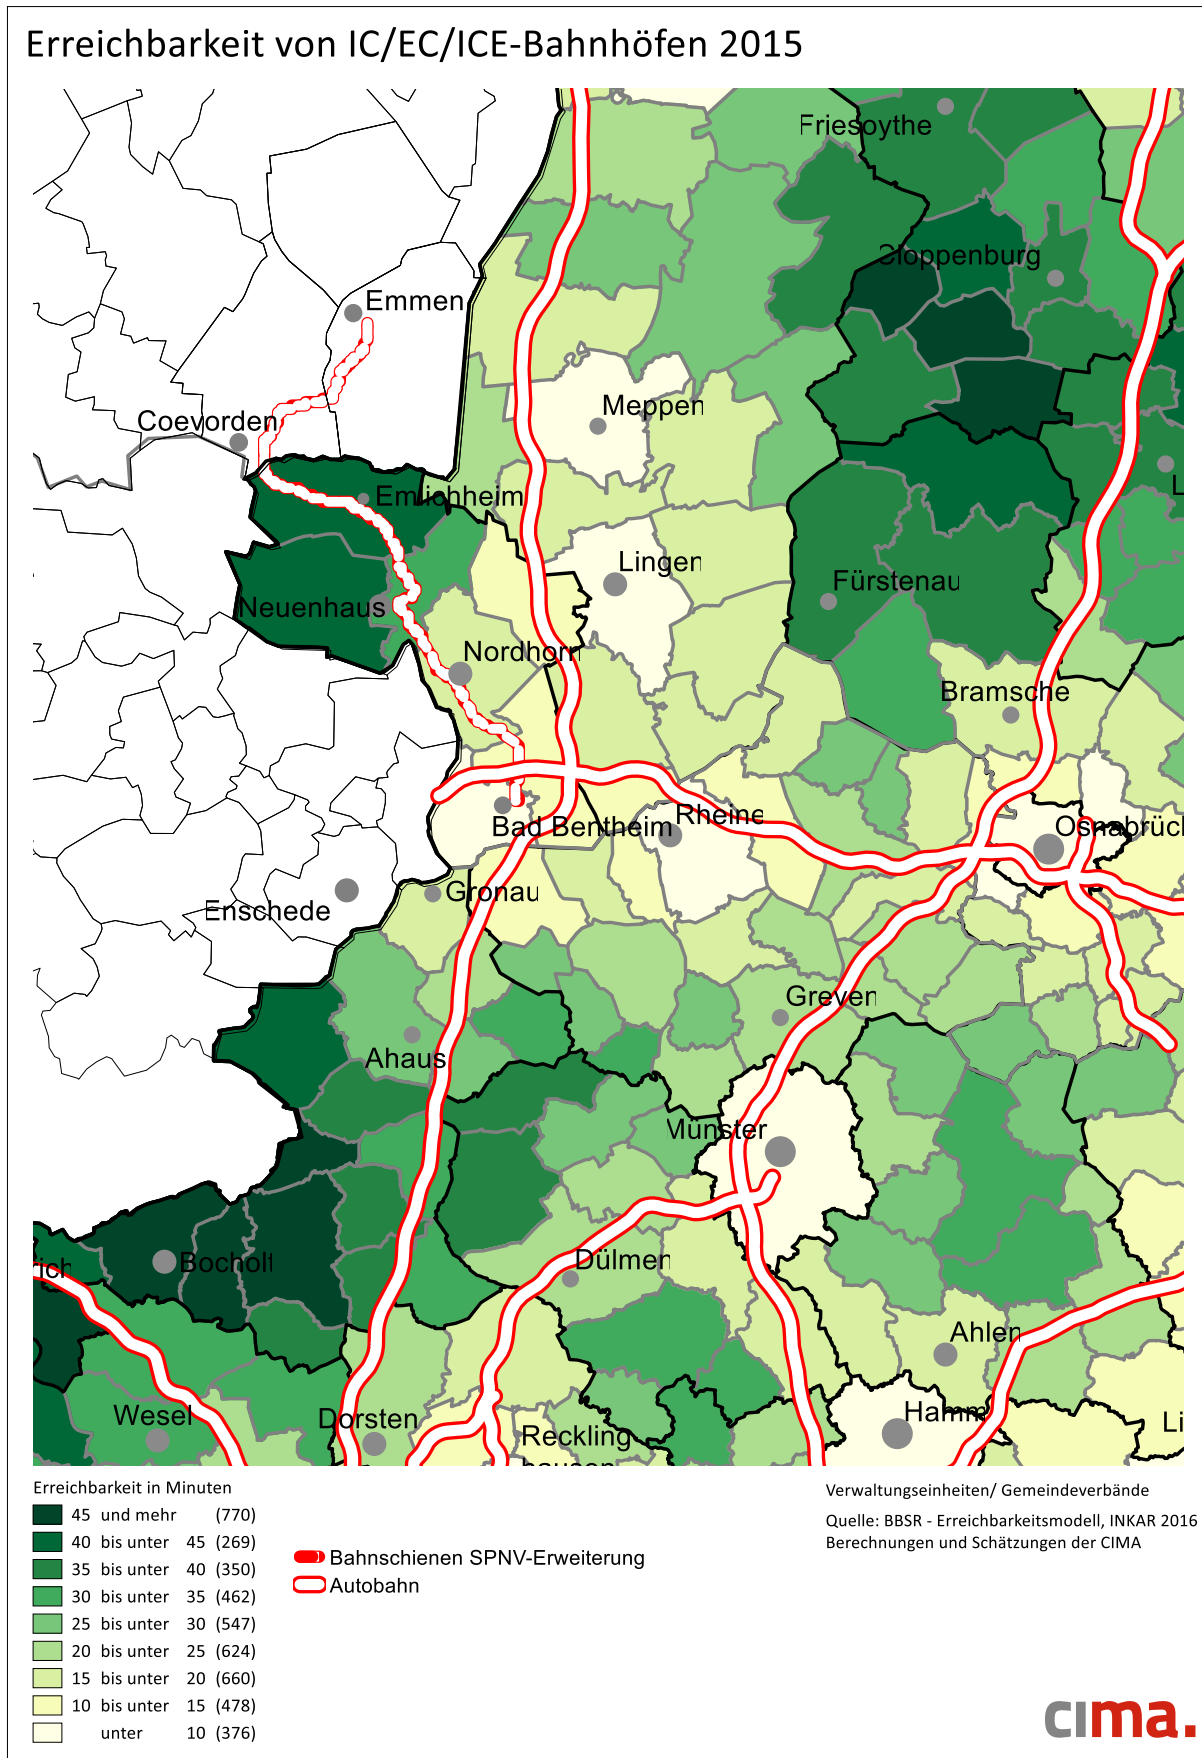 Erreichbarkeit von IC/EC/ICE-Bahnhöfen 2015
Friesoythe
Cloppenburg
Emmen
Meppen
Coevorden
L
Emlichheim
Lingen
Fürstenau
Neuenhaus
Nordhorn
Bramsche
Rheine
Bad Bentheim
Osnabrück
Gronau
Enschede
Greven
Ahaus
Münster
Dülmen
Bocholt
rich
Ahlen
Wesel
Dorsten
Hamm
Reckling
hausen
Li
Erreichbarkeit in Minuten
45 und mehr (770)
40 bis unter 45 (269)
35 bis unter 40 (350)
30 bis unter 35 (462)
25 bis unter 30 (547)
20 bis unter 25 (624)
15 bis unter 20 (660)
10 bis unter 15 (478)
unter 10 (376)
Bahnschienen SPNV-Erweiterung
Autobahn
Verwaltungseinheiten/ Gemeindeverbände
Quelle: BBSR - Erreichbarkeitsmodell, INKAR 2016
Berechnungen und Schätzungen der CIMA
cima.